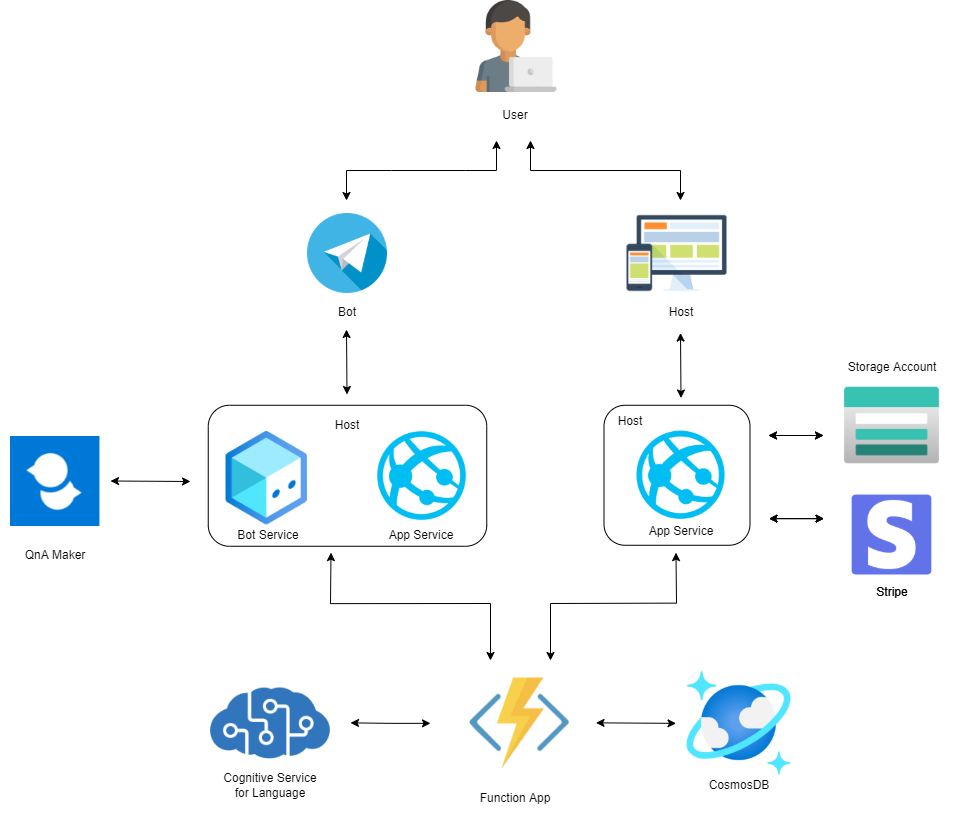 User
Bot
Host
Storage Account
Host
Host
Bot Service
App Service
App Service
QnA Maker
S
Stripe
Cognitive Service
for Language
Function App
CosmosDB